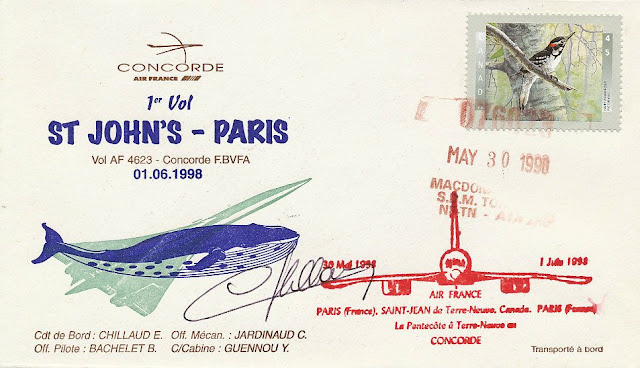 CONCORDE
AIR FRANCE
1er Vol
ST JOHN'S - PARIS
Vol AF 4623 - Concorde F.BVFA
01.06.1998
CANADA
45
MAY 30 1998
30 Mai 1998
1 Juin 1998
AIR FRANCE
PARIS (France), SAINT-JEAN de Terre-Neuve, Canada, PARIS (France)
La Pentecôte à Terre-Neuve en
CONCORDE
Cdt de Bord : CHILLAUD E. Off. Mécan. : JARDINAUD C.
Off. Pilote : BACHELET B. C/Cabine : GUENNOU Y.
Transporté à bord